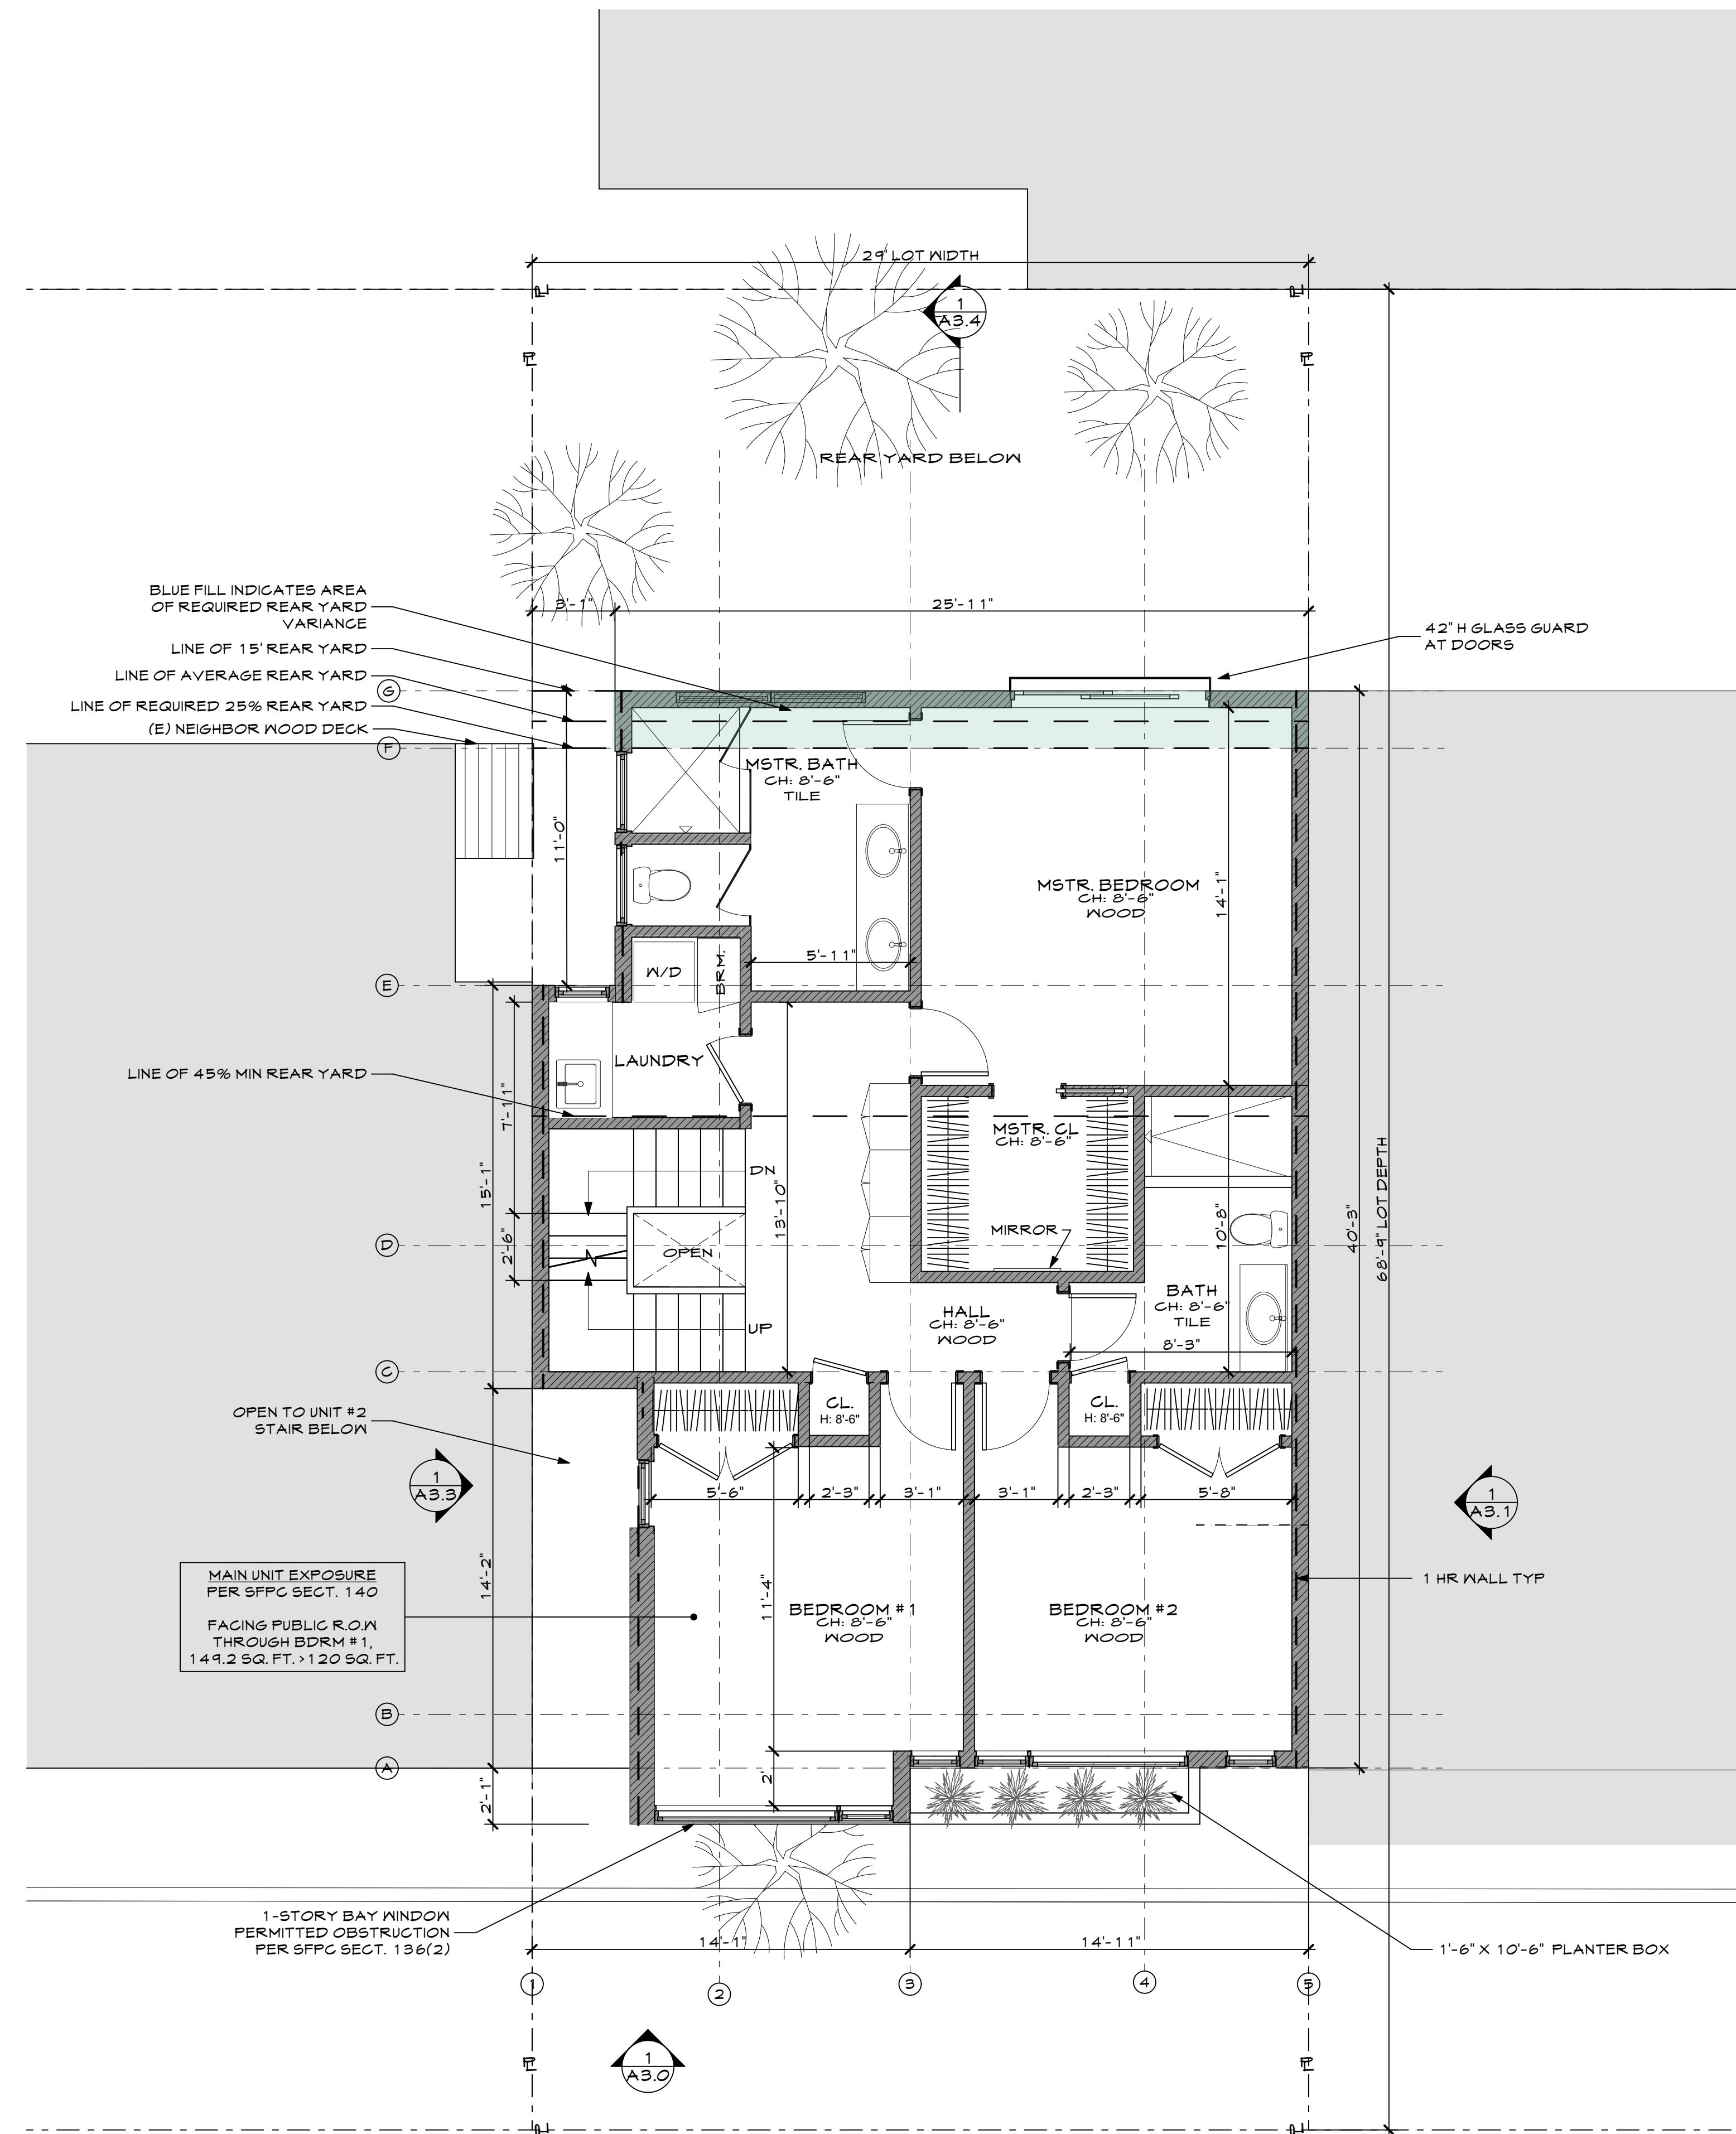 29' LOT WIDTH
PL
PL
1
A3.4
PL
PL
REAR YARD BELOW
BLUE FILL INDICATES AREA
OF REQUIRED REAR YARD
VARIANCE
3'-1"
25'-11"
42" H GLASS GUARD
AT DOORS
LINE OF 15' REAR YARD
LINE OF AVERAGE REAR YARD
G
LINE OF REQUIRED 25% REAR YARD
(E) NEIGHBOR WOOD DECK
F
MSTR. BATH
CH: 8'-6"
TILE
11'-0"
MSTR. BEDROOM
CH: 8'-6"
WOOD
14'-1"
5'-11"
W/D
BRM.
E
LAUNDRY
LINE OF 45% MIN REAR YARD
7'-11"
MSTR. CL
CH: 8'-6"
15'-1"
DN
13'-10"
2'-6"
D
OPEN
MIRROR
10'-8"
40'-3"
68'-9" LOT DEPTH
BATH
CH: 8'-6"
TILE
HALL
CH: 8'-6"
WOOD
UP
8'-3"
C
CL.
H: 8'-6"
CL.
H: 8'-6"
OPEN TO UNIT #2
STAIR BELOW
1
A3.3
5'-6"
2'-3"
3'-1"
3'-1"
2'-3"
5'-8"
1
A3.1
14'-2"
11'-4"
MAIN UNIT EXPOSURE
PER SFPC SECT. 140
FACING PUBLIC R.O.W
THROUGH BDRM #1,
149.2 SQ. FT. >120 SQ. FT.
1 HR WALL TYP
BEDROOM #1
CH: 8'-6"
WOOD
BEDROOM #2
CH: 8'-6"
WOOD
B
A
2'
2'-1"
1-STORY BAY WINDOW
PERMITTED OBSTRUCTION
PER SFPC SECT. 136(2)
14'-1"
14'-11"
1'-6" X 10'-6" PLANTER BOX
1
2
3
4
5
PL
PL
1
A3.0
PL
PL